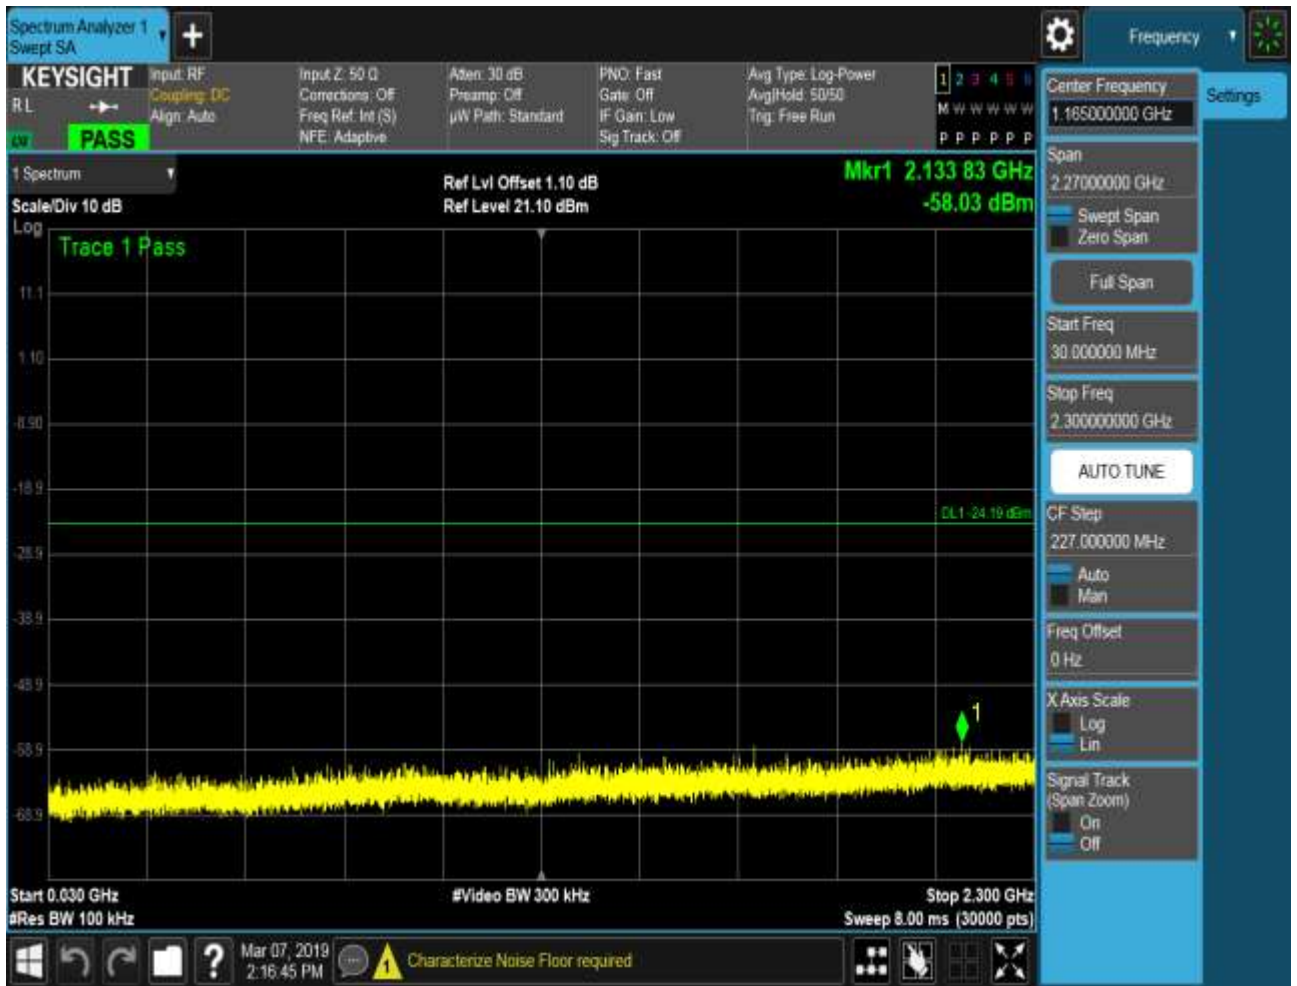 Spectrum Analyzer 1
Swept SA
Frequency
KEYSIGHT
R L
PASS
Input: RF
Coupling: DC
Align: Auto
Input Z: 50 Ω
Corrections: Off
Freq Ref: Int (S)
NFE: Adaptive
Atten: 30 dB
Preamp: Off
µW Path: Standard
PNO: Fast
Gate: Off
IF Gain: Low
Sig Track: Off
Avg Type: Log-Power
Avg|Hold: 50/50
Trig: Free Run
1 2 3 4 5 6
M W W W W W
P P P P P P
Center Frequency
1.165000000 GHz
Settings
Span
2.27000000 GHz
Swept Span
Zero Span
Full Span
Start Freq
30.000000 MHz
Stop Freq
2.300000000 GHz
AUTO TUNE
CF Step
227.000000 MHz
Auto
Man
Freq Offset
0 Hz
X Axis Scale
Log
Lin
Signal Track
(Span Zoom)
On
Off
1 Spectrum
Scale/Div 10 dB
Log
Ref Lvl Offset 1.10 dB
Ref Level 21.10 dBm
Mkr1 2.133 83 GHz
-58.03 dBm
Trace 1 Pass
11.1
1.10
-8.90
-18.9
DL1 -24.19 dBm
-28.9
-38.9
-48.9
1
-58.9
-68.9
Start 0.030 GHz
#Video BW 300 kHz
Stop 2.300 GHz
#Res BW 100 kHz
Sweep 8.00 ms (30000 pts)
?
Mar 07, 2019
2:16:45 PM
1
Characterize Noise Floor required